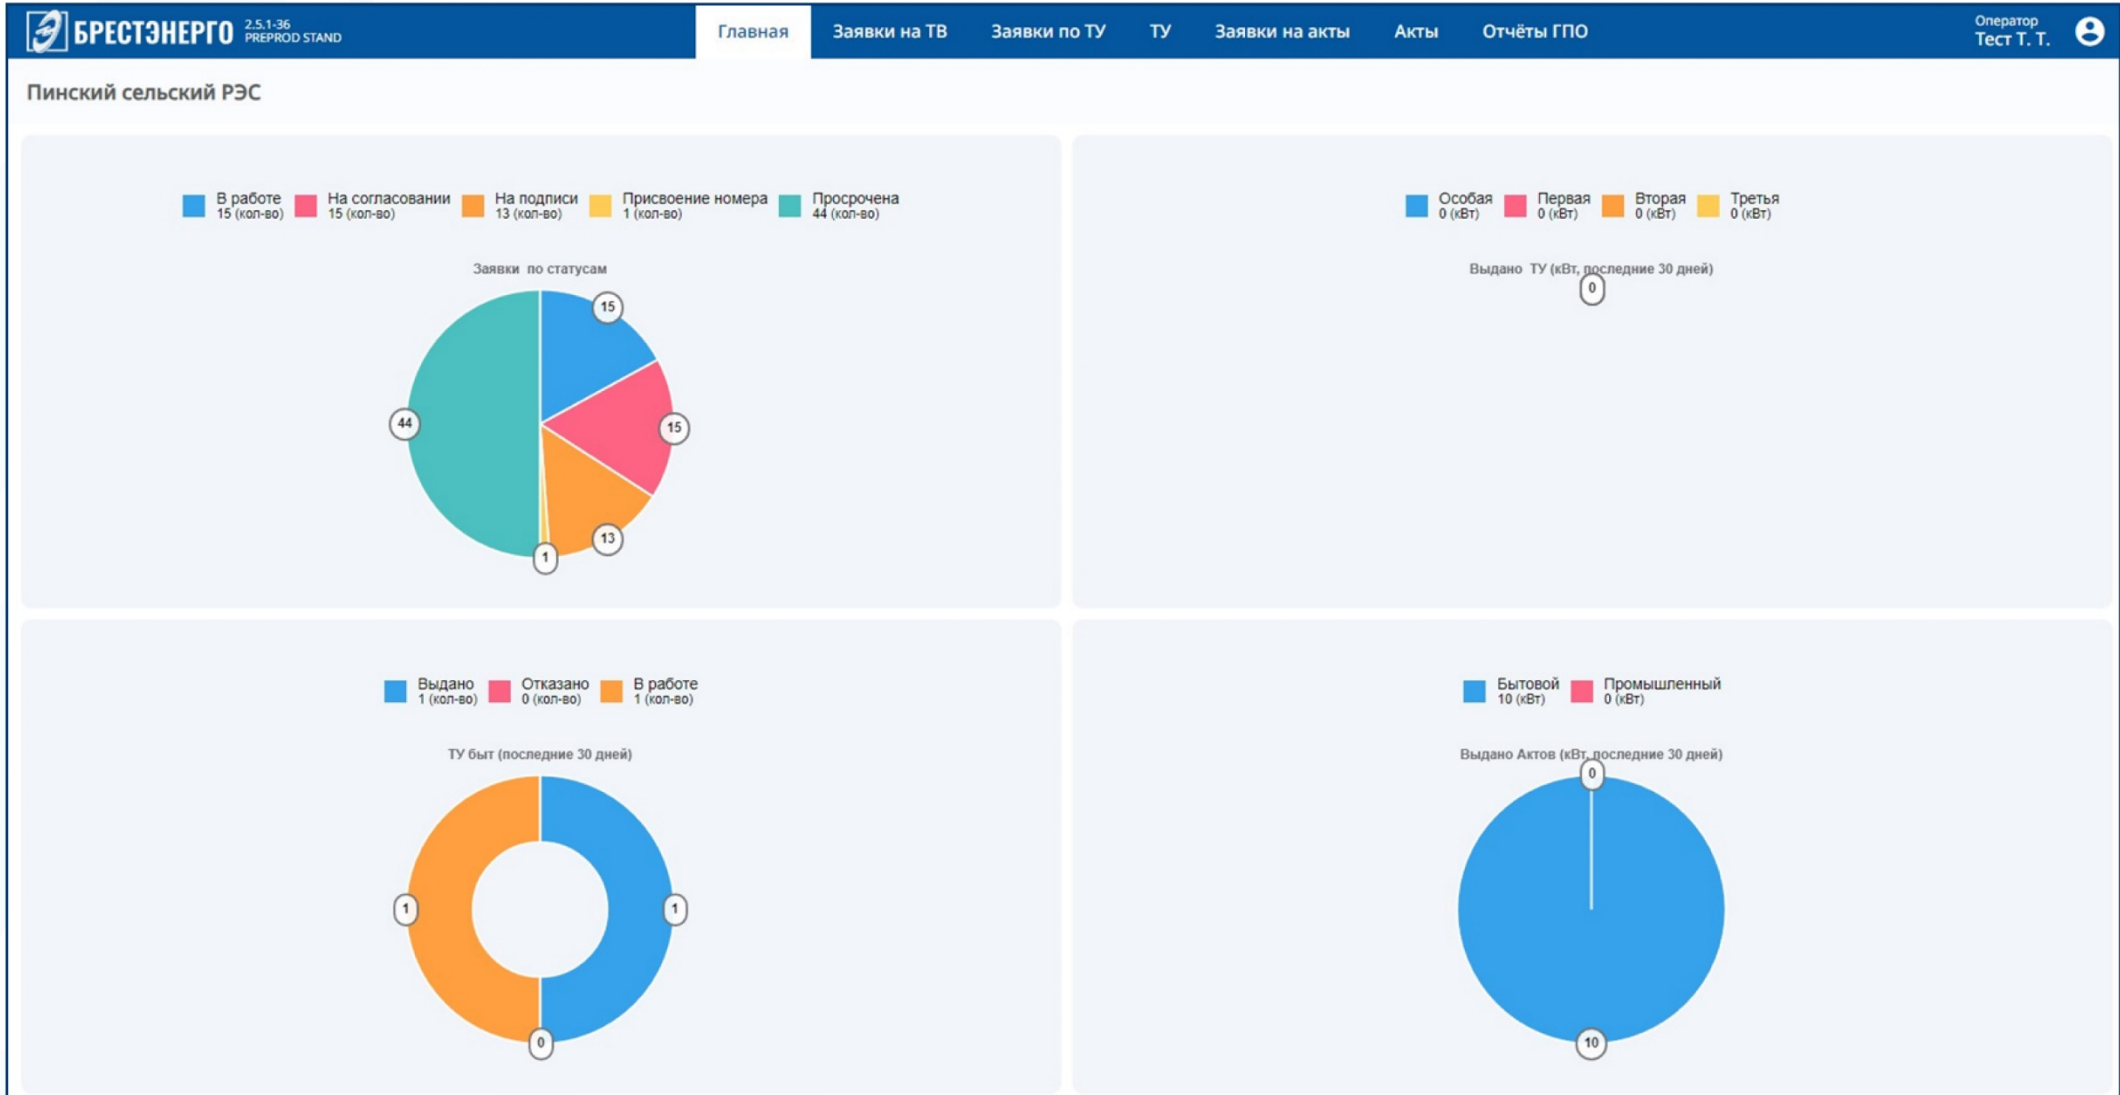 БРЕСТЭНЕРГО 2.5.1-36
PREPROD STAND
Главная Заявки на ТВ Заявки по ТУ ТУ Заявки на акты Акты Отчёты ГПО
Оператор
Тест Т. Т.
Пинский сельский РЭС
В работе На согласовании На подписи Присвоение номера Просрочена
15 (кол-во) 15 (кол-во) 13 (кол-во) 1 (кол-во) 44 (кол-во)
Заявки по статусам
15
44
15
13
1
Особая Первая Вторая Третья
0 (кВт) 0 (кВт) 0 (кВт) 0 (кВт)
Выдано ТУ (кВт, последние 30 дней)
0
Выдано Отказано В работе
1 (кол-во) 0 (кол-во) 1 (кол-во)
ТУ быт (последние 30 дней)
1
1
0
Бытовой Промышленный
10 (кВт) 0 (кВт)
Выдано Актов (кВт, последние 30 дней)
0
10